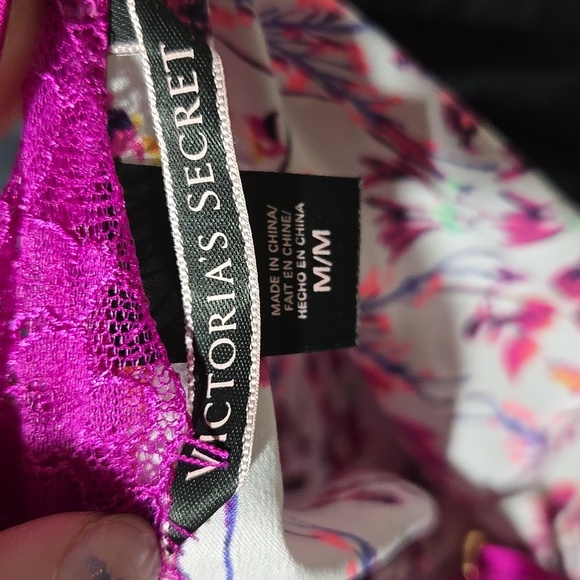 VICTORIA'S SECRET
MADE IN CHINA/
FAIT EN CHINE/
HECHO EN CHINA
M/M